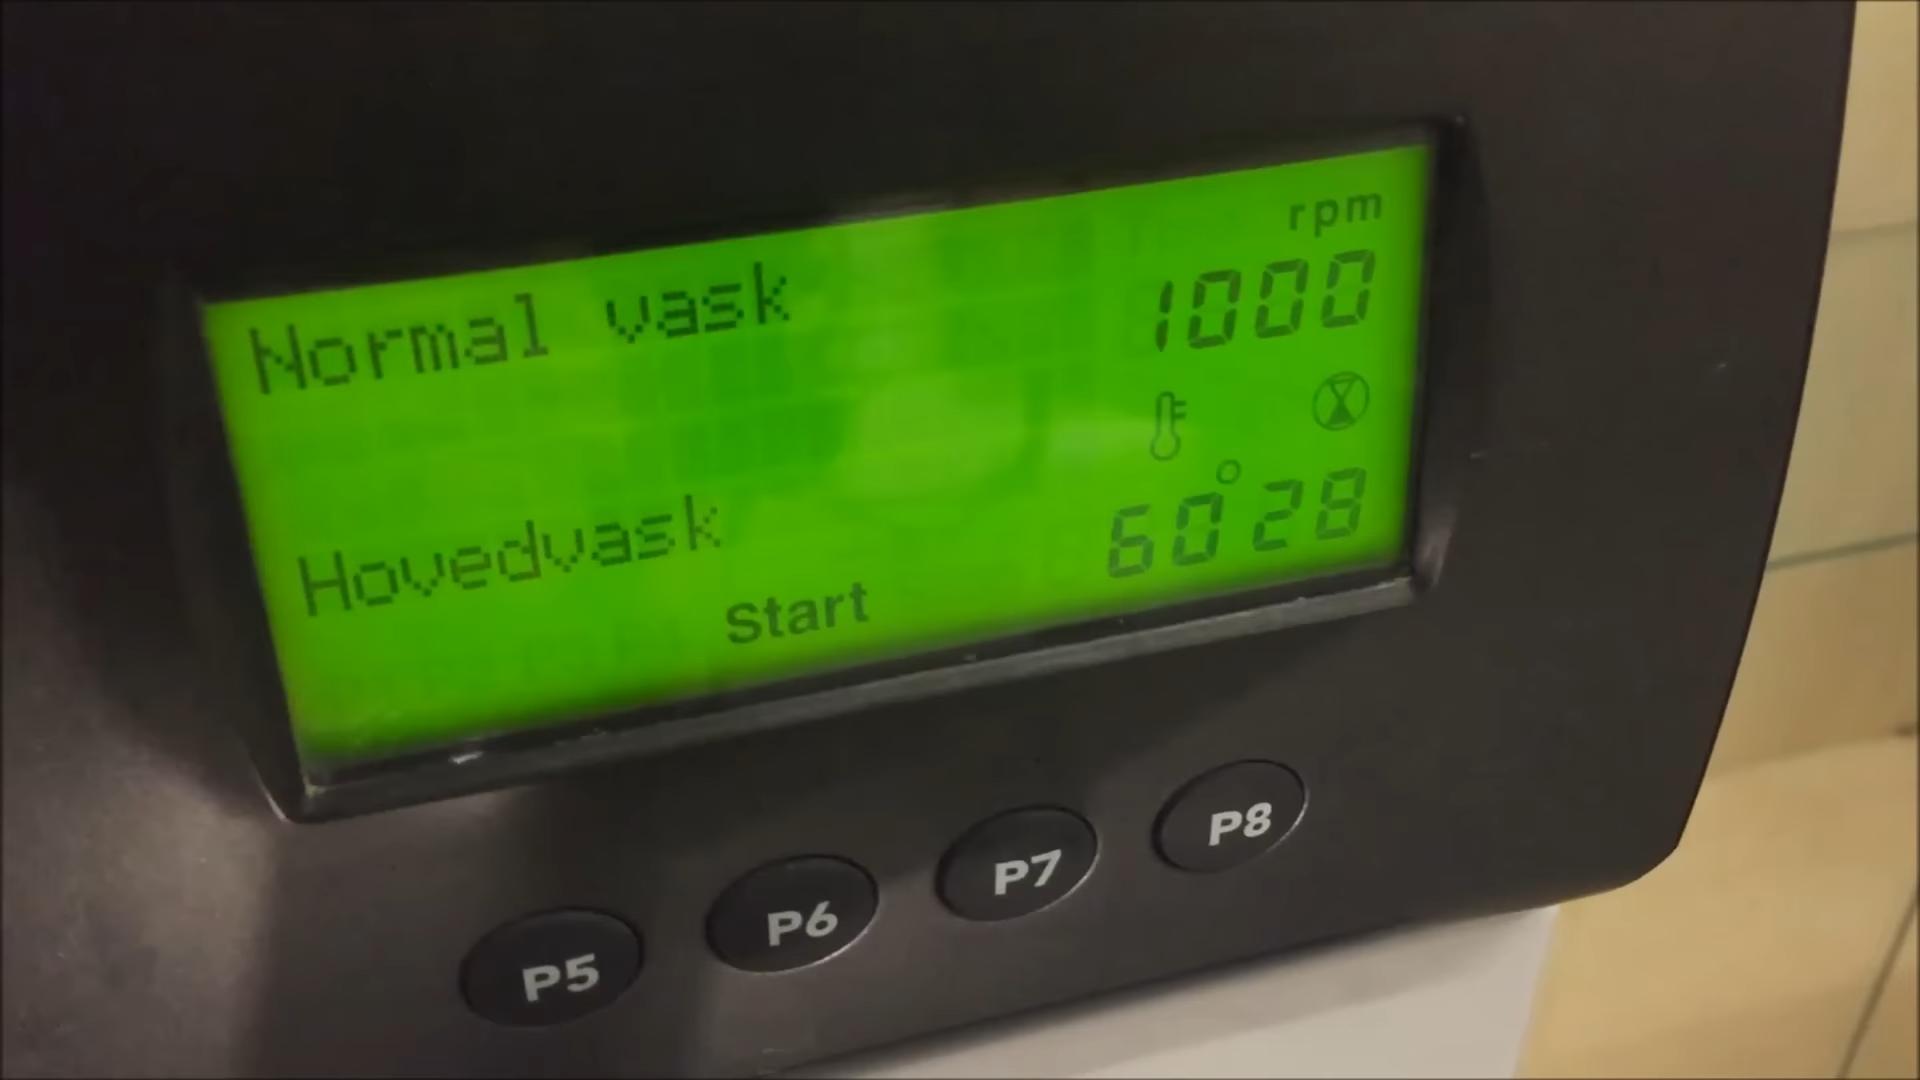 rpm
Normal vask 1000
Hovedvask 60° 28
Start
P5 P6 P7 P8